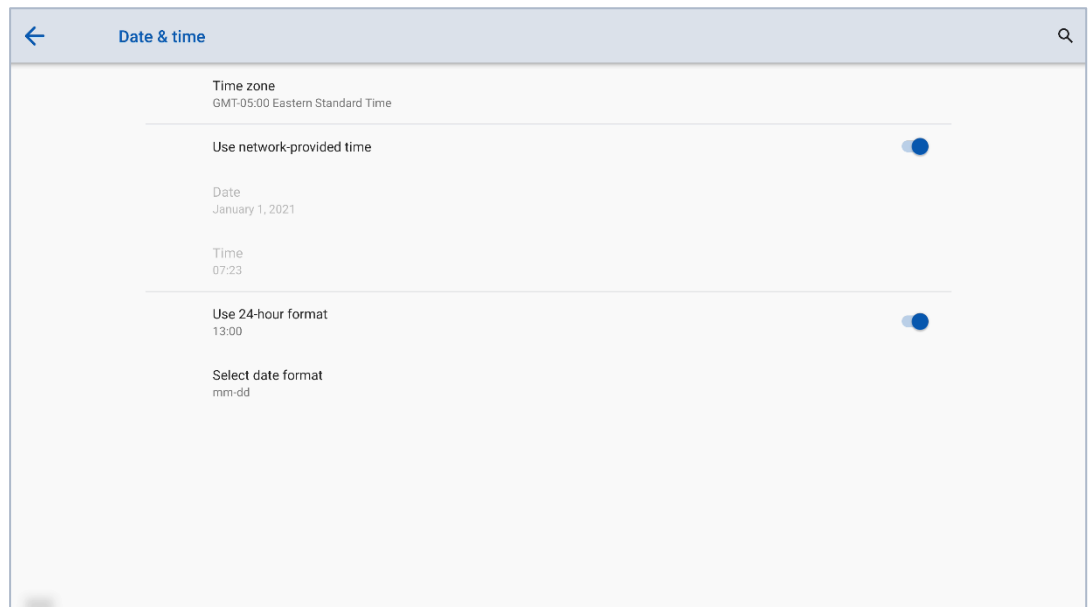 Date & time
Time zone
GMT-05:00 Eastern Standard Time
Use network-provided time
Date
January 1, 2021
Time
07:23
Use 24-hour format
13:00
Select date format
mm-dd